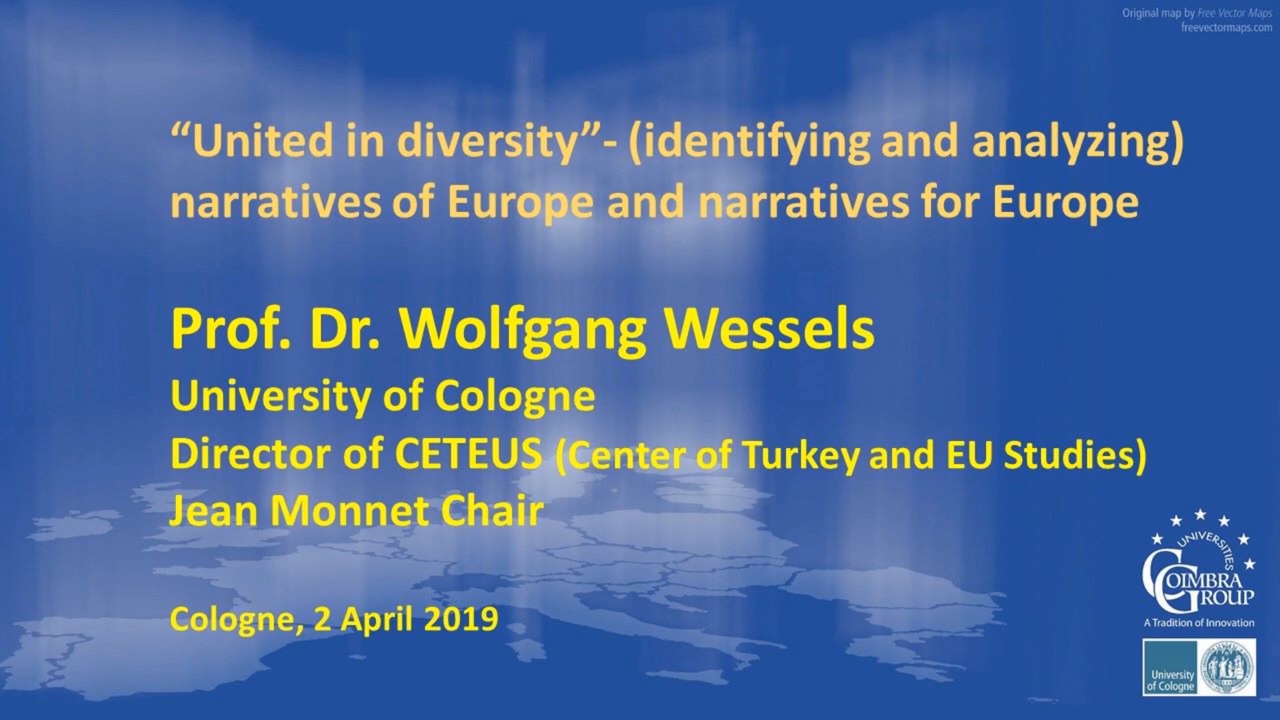 Original map by Free Vector Maps
freevectormaps.com
“United in diversity”- (identifying and analyzing)
narratives of Europe and narratives for Europe
Prof. Dr. Wolfgang Wessels
University of Cologne
Director of CETEUS (Center of Turkey and EU Studies)
Jean Monnet Chair
Cologne, 2 April 2019
UNIVERSITIES
COIMBRA
GROUP
A Tradition of Innovation
University
of Cologne